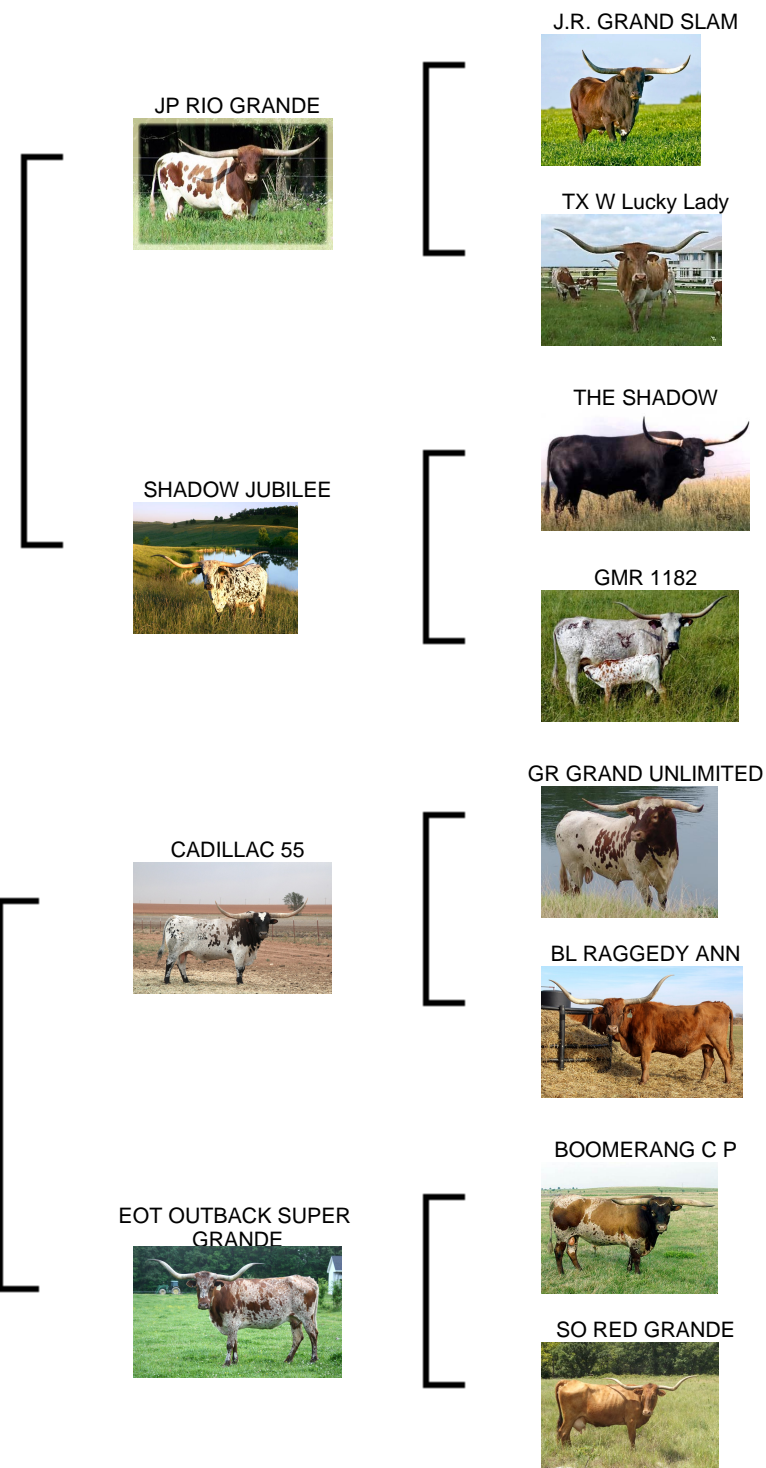 J.R. GRAND SLAM
JP RIO GRANDE
TX W Lucky Lady
THE SHADOW
SHADOW JUBILEE
GMR 1182
GR GRAND UNLIMITED
CADILLAC 55
BL RAGGEDY ANN
BOOMERANG C P
EOT OUTBACK SUPER
GRANDE
SO RED GRANDE